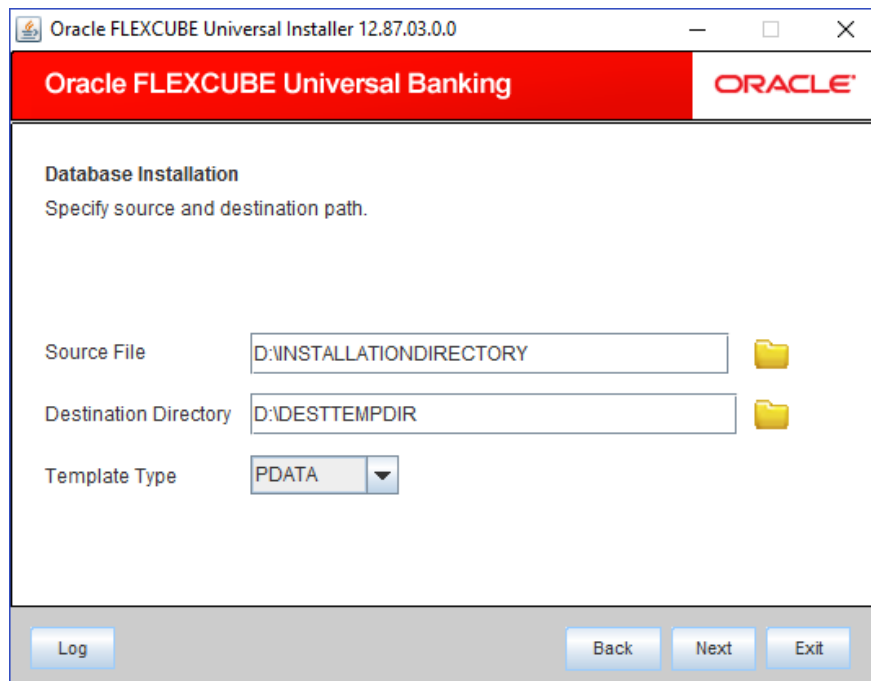 Oracle FLEXCUBE Universal Installer 12.87.03.0.0
Oracle FLEXCUBE Universal Banking
ORACLE
Database Installation
Specify source and destination path.
Source File D:\INSTALLATIONDIRECTORY
Destination Directory D:\DESTTEMPDIR
Template Type PDATA
Log Back Next Exit